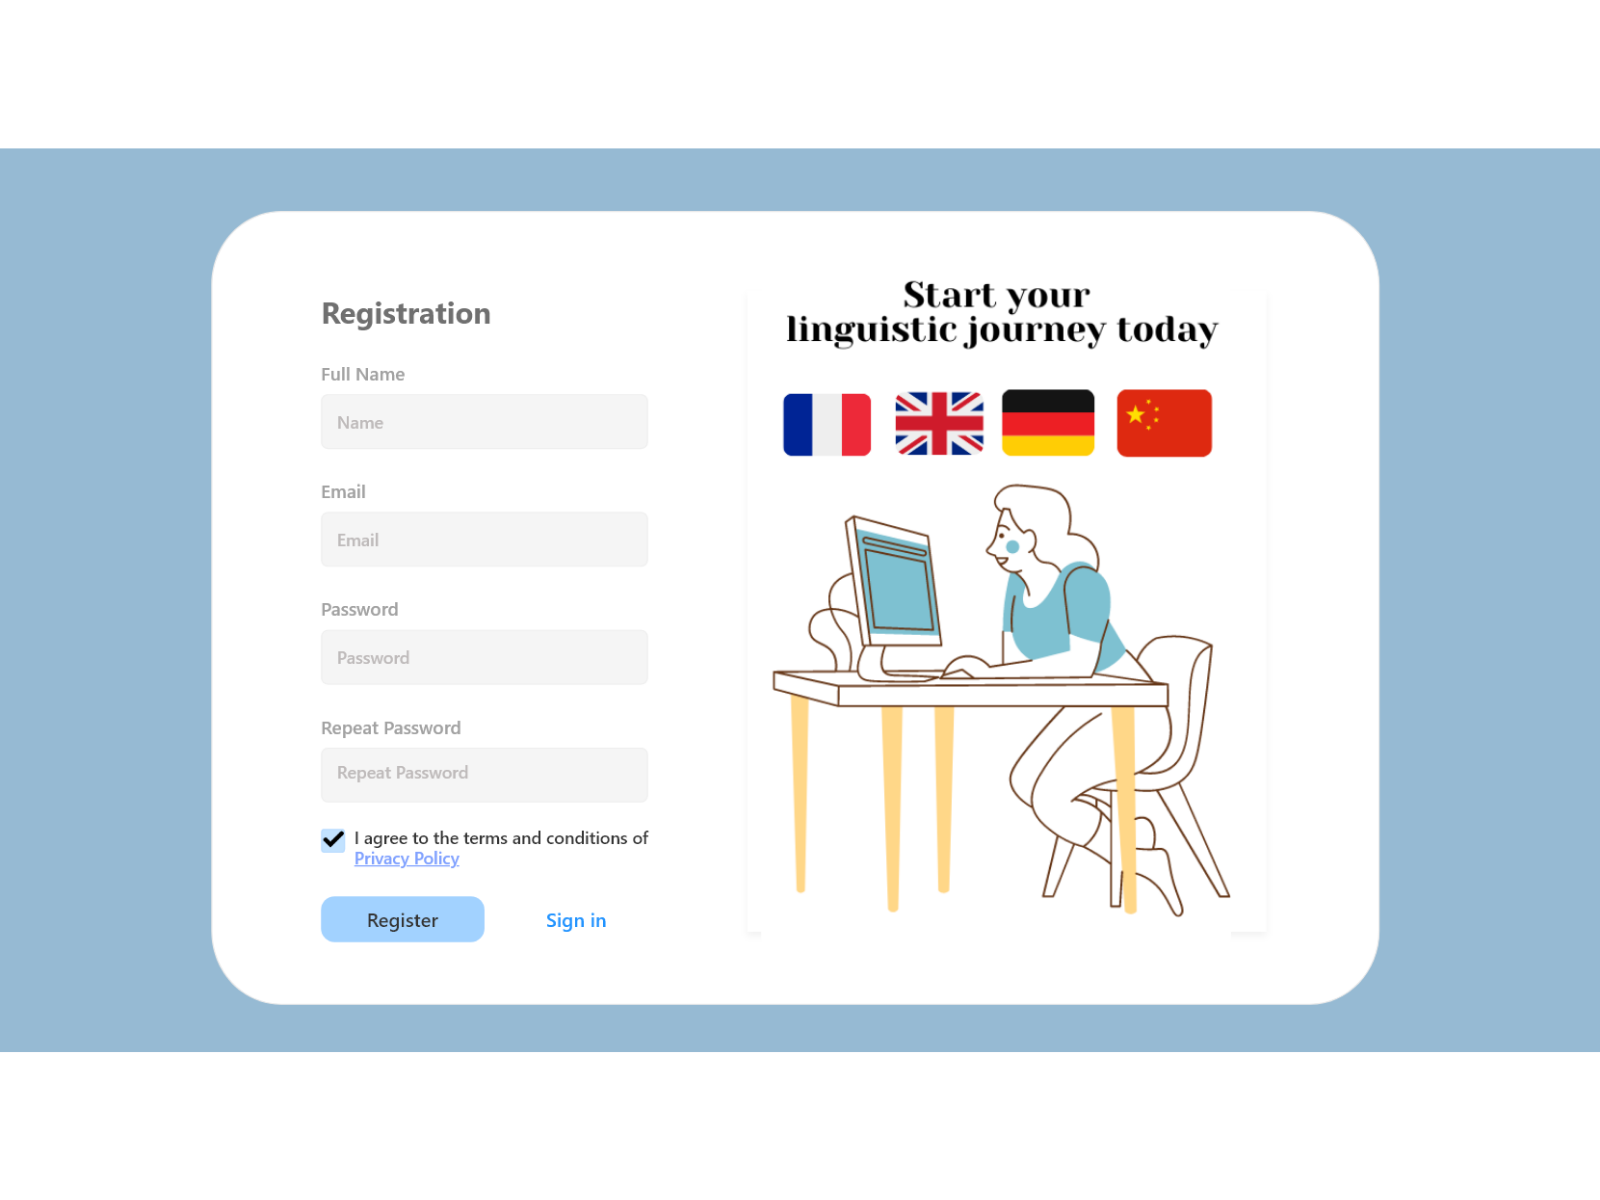 Registration
Full Name
Name
Email
Email
Password
Password
Repeat Password
Repeat Password
I agree to the terms and conditions of
Privacy Policy
Register
Sign in
Start your
linguistic journey today